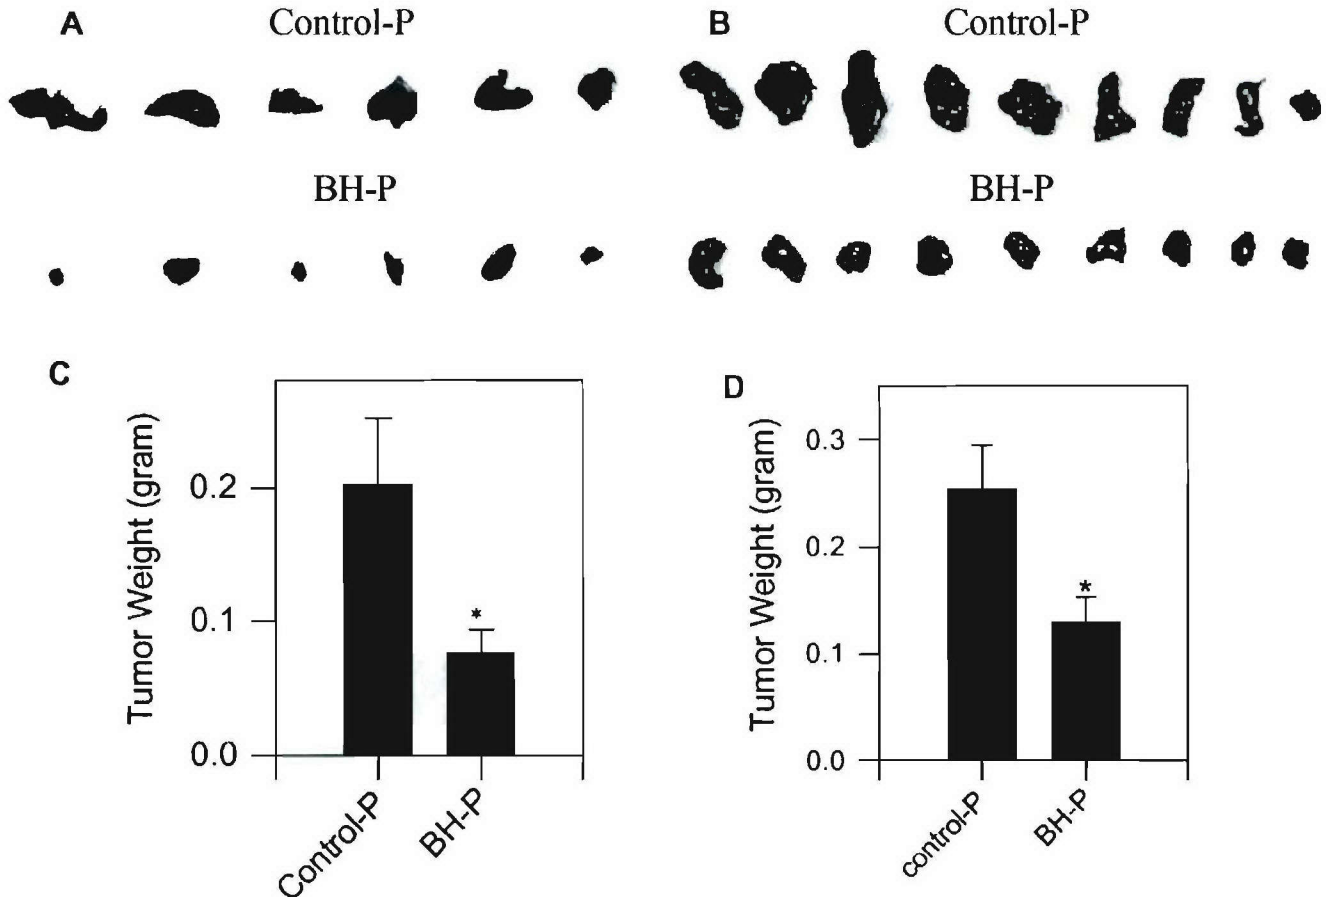 A
Control-P
B
Control-P
BH-P
BH-P
C
Tumor Weight (gram)
0.2
0.1
0.0
*
Control-P
BH-P
D
Tumor Weight (gram)
0.3
0.2
0.1
0.0
*
control-P
BH-P